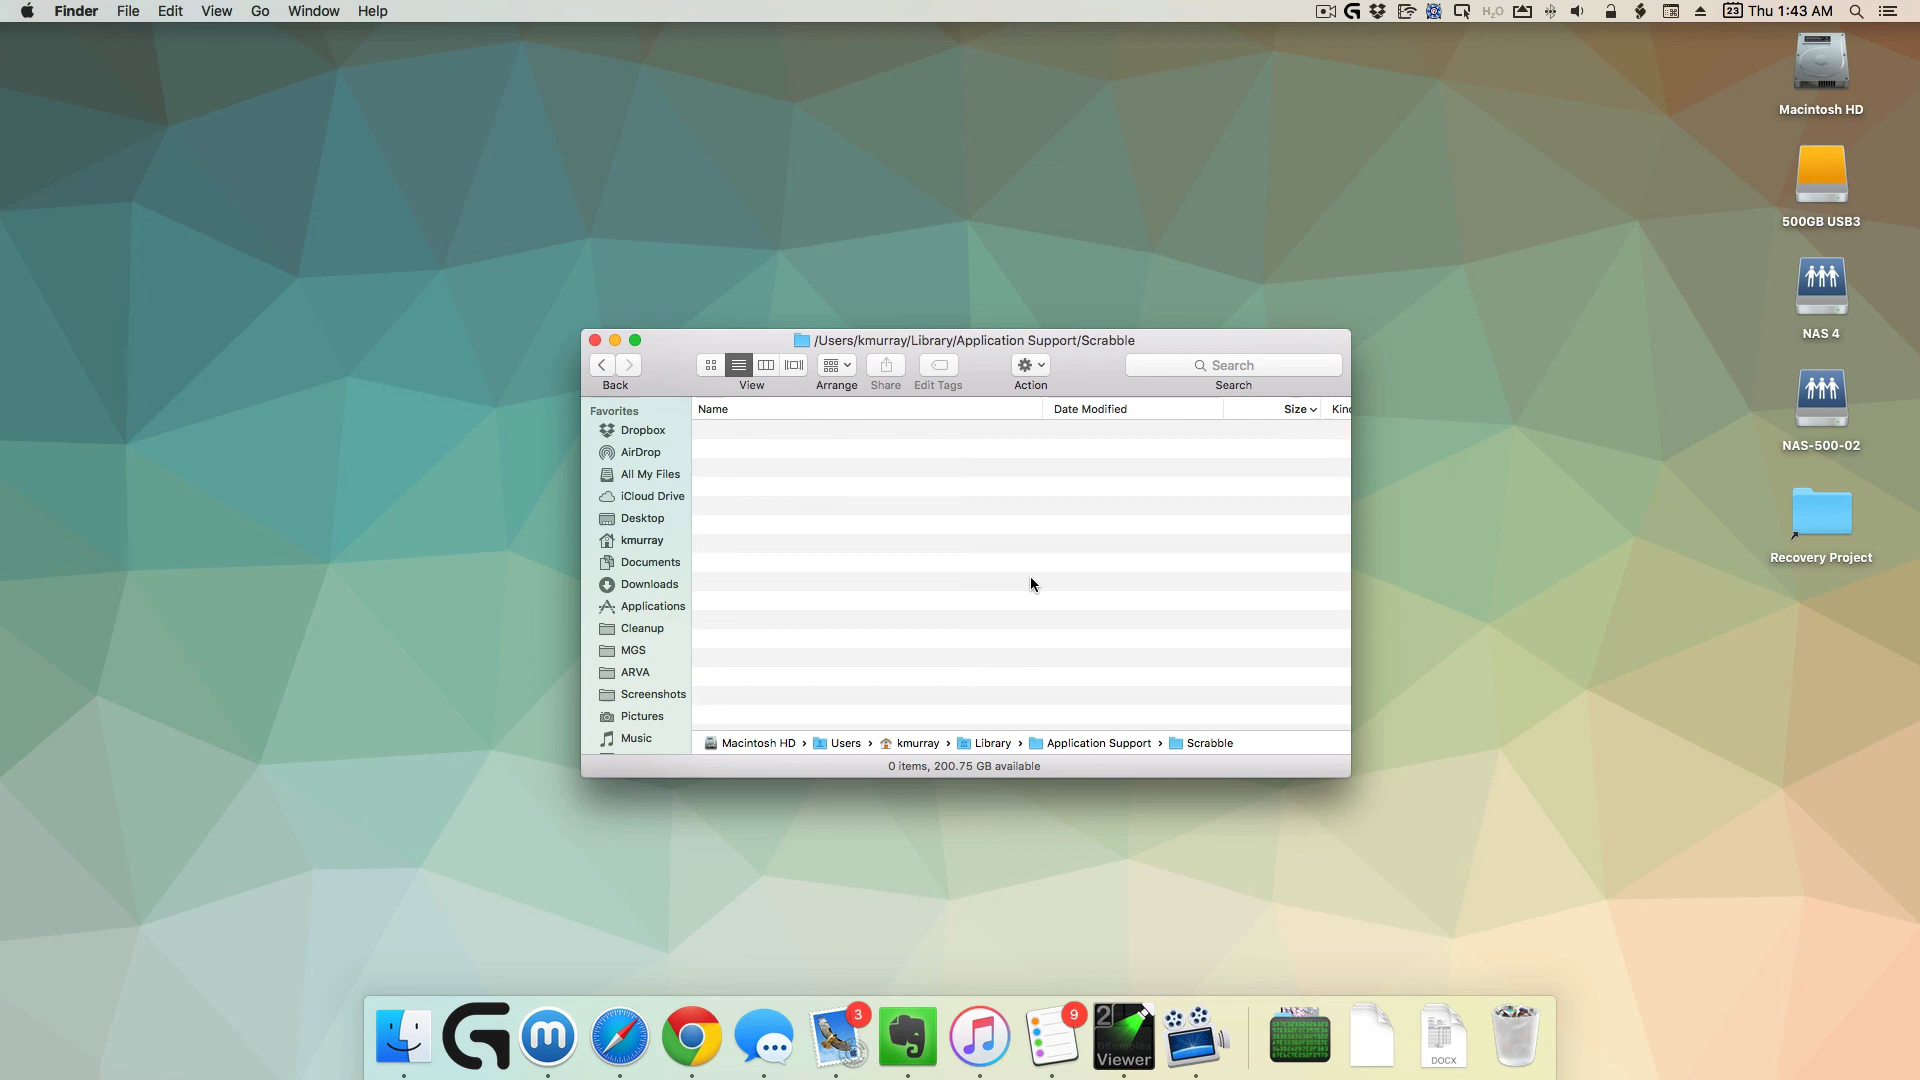 Finder File Edit View Go Window Help
H₂O 23 Thu 1:43 AM
Macintosh HD
500GB USB3
NAS 4
NAS-500-02
Recovery Project
/Users/kmurray/Library/Application Support/Scrabble
Search
Back View Arrange Share Edit Tags Action Search
Name Date Modified Size
Favorites
Dropbox
AirDrop
All My Files
iCloud Drive
Desktop
kmurray
Documents
Downloads
Applications
Cleanup
MGS
ARVA
Screenshots
Pictures
Music
Macintosh HD › Users › kmurray › Library › Application Support › Scrabble
0 items, 200.75 GB available
3
9
2
Viewer
DOCX